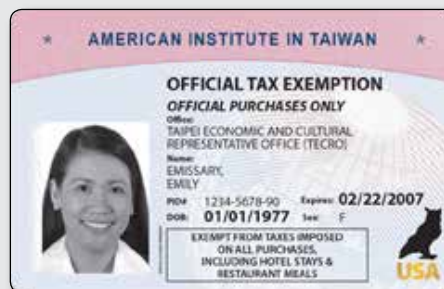 AMERICAN INSTITUTE IN TAIWAN
OFFICIAL TAX EXEMPTION
OFFICIAL PURCHASES ONLY
Office:
TAIPEI ECONOMIC AND CULTURAL
REPRESENTATIVE OFFICE (TECRO)
Name:
EMISSARY,
EMILY
PID# 1234-5678-90 Expires: 02/22/2007
DOB: 01/01/1977 Sex: F
EXEMPT FROM TAXES IMPOSED
ON ALL PURCHASES,
INCLUDING HOTEL STAYS &
RESTAURANT MEALS
USA